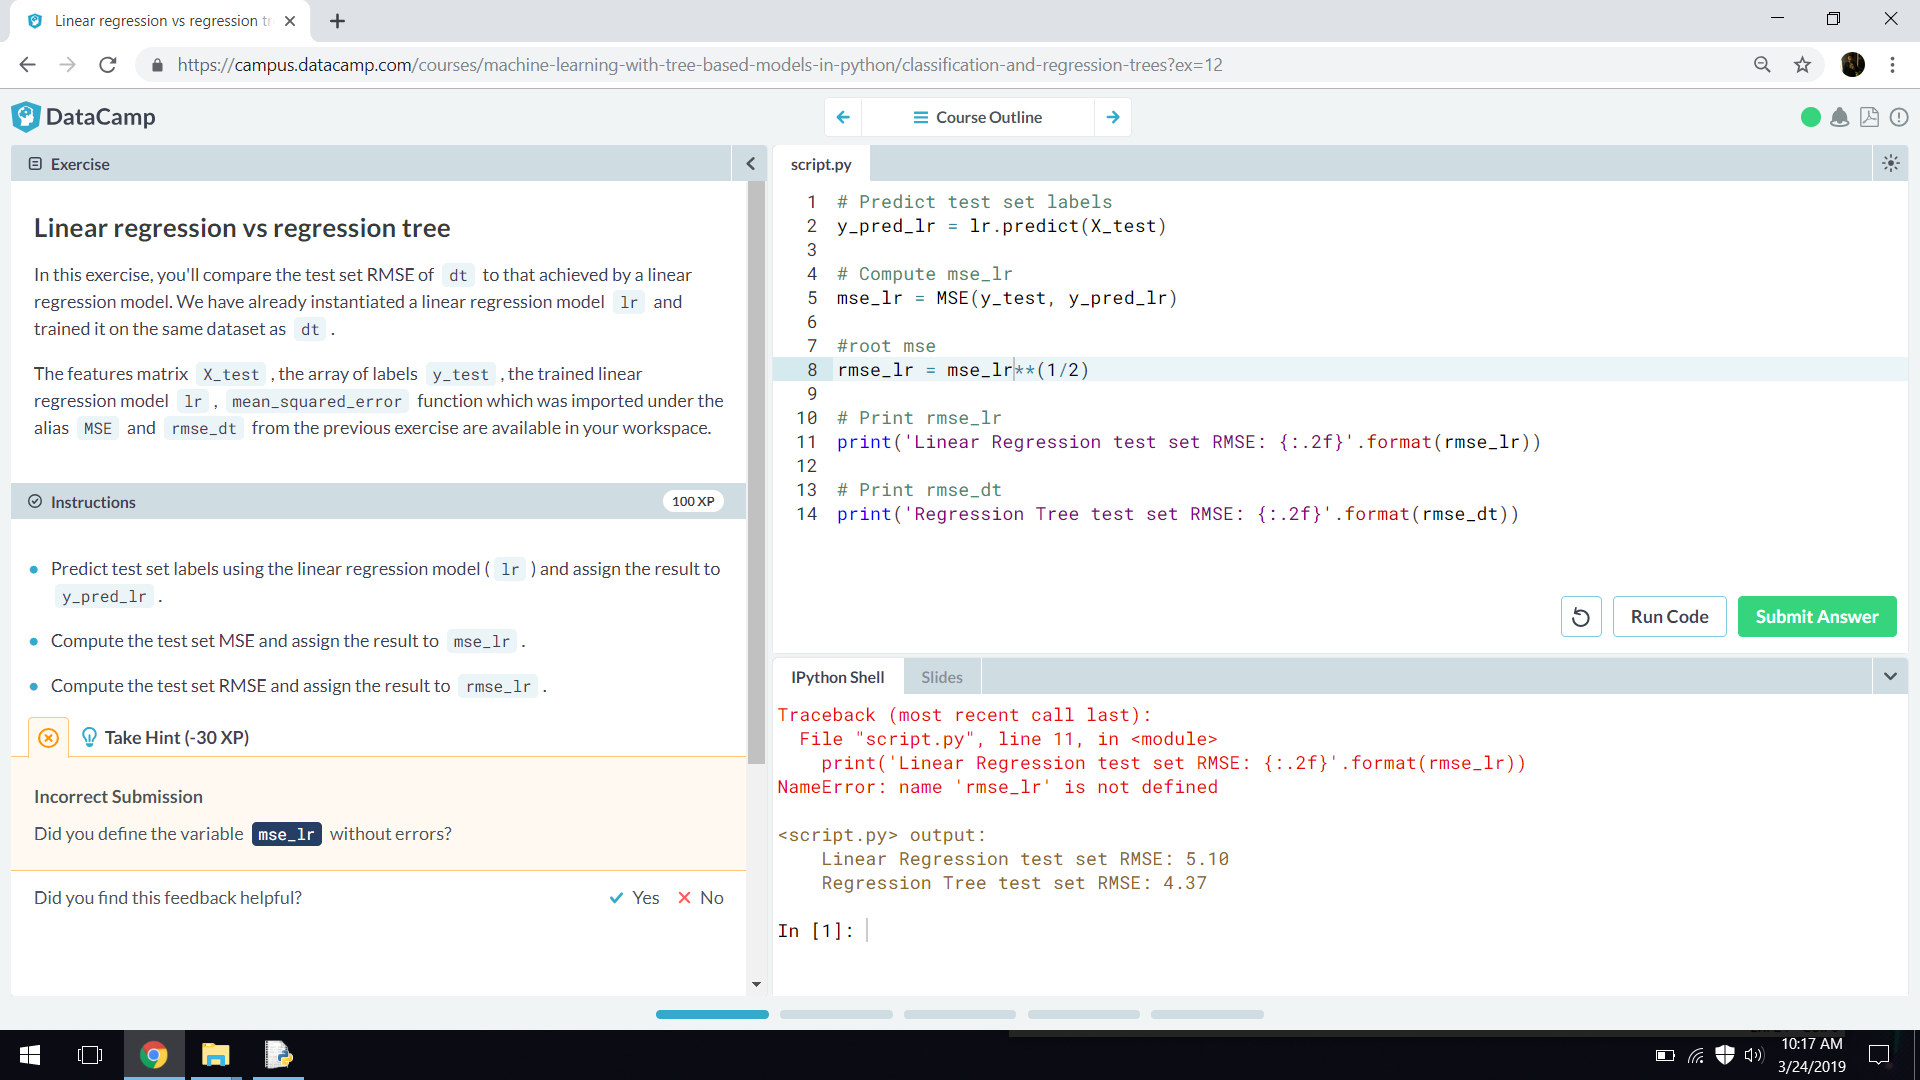 Linear regression vs regression tr
https://campus.datacamp.com/courses/machine-learning-with-tree-based-models-in-python/classification-and-regression-trees?ex=12
DataCamp
Course Outline
Exercise
Linear regression vs regression tree
In this exercise, you'll compare the test set RMSE of dt to that achieved by a linear
regression model. We have already instantiated a linear regression model lr and
trained it on the same dataset as dt .
The features matrix X_test , the array of labels y_test , the trained linear
regression model lr , mean_squared_error function which was imported under the
alias MSE and rmse_dt from the previous exercise are available in your workspace.
Instructions
100 XP
Predict test set labels using the linear regression model ( lr ) and assign the result to
y_pred_lr .
Compute the test set MSE and assign the result to mse_lr .
Compute the test set RMSE and assign the result to rmse_lr .
Take Hint (-30 XP)
Incorrect Submission
Did you define the variable mse_lr without errors?
Did you find this feedback helpful?
Yes
No
script.py
1 # Predict test set labels
2 y_pred_lr = lr.predict(X_test)
3
4 # Compute mse_lr
5 mse_lr = MSE(y_test, y_pred_lr)
6
7 #root mse
8 rmse_lr = mse_lr**(1/2)
9
10 # Print rmse_lr
11 print('Linear Regression test set RMSE: {:.2f}'.format(rmse_lr))
12
13 # Print rmse_dt
14 print('Regression Tree test set RMSE: {:.2f}'.format(rmse_dt))
Run Code
Submit Answer
IPython Shell
Slides
Traceback (most recent call last):
File "script.py", line 11, in <module>
print('Linear Regression test set RMSE: {:.2f}'.format(rmse_lr))
NameError: name 'rmse_lr' is not defined
<script.py> output:
Linear Regression test set RMSE: 5.10
Regression Tree test set RMSE: 4.37
In [1]:
10:17 AM
3/24/2019